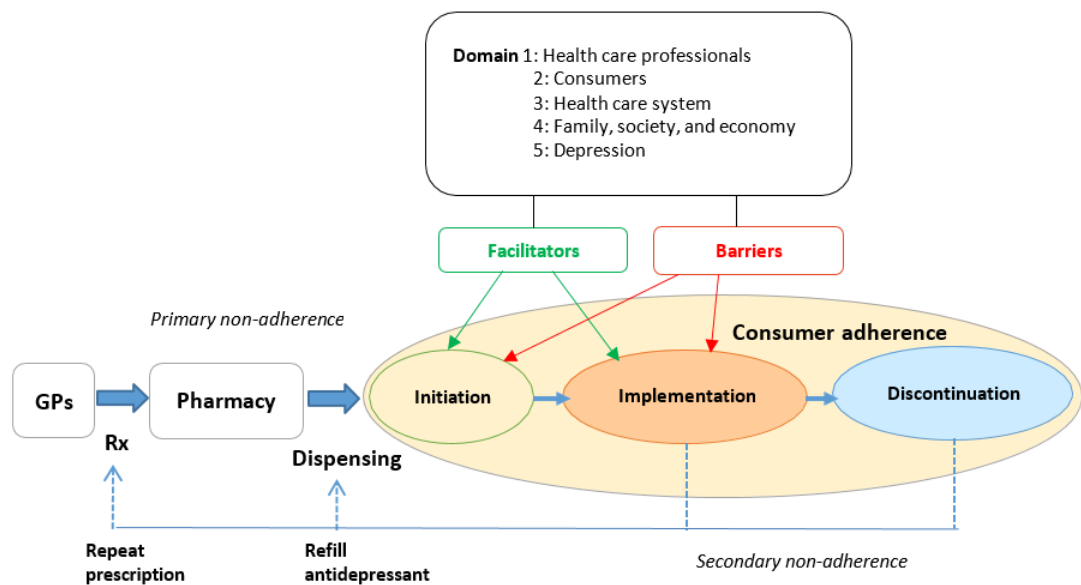 Domain 1: Health care professionals
2: Consumers
3: Health care system
4: Family, society, and economy
5: Depression
Facilitators
Barriers
Primary non-adherence
Consumer adherence
GPs
Pharmacy
Initiation
Implementation
Discontinuation
Rx
Dispensing
Repeat
prescription
Refill
antidepressant
Secondary non-adherence